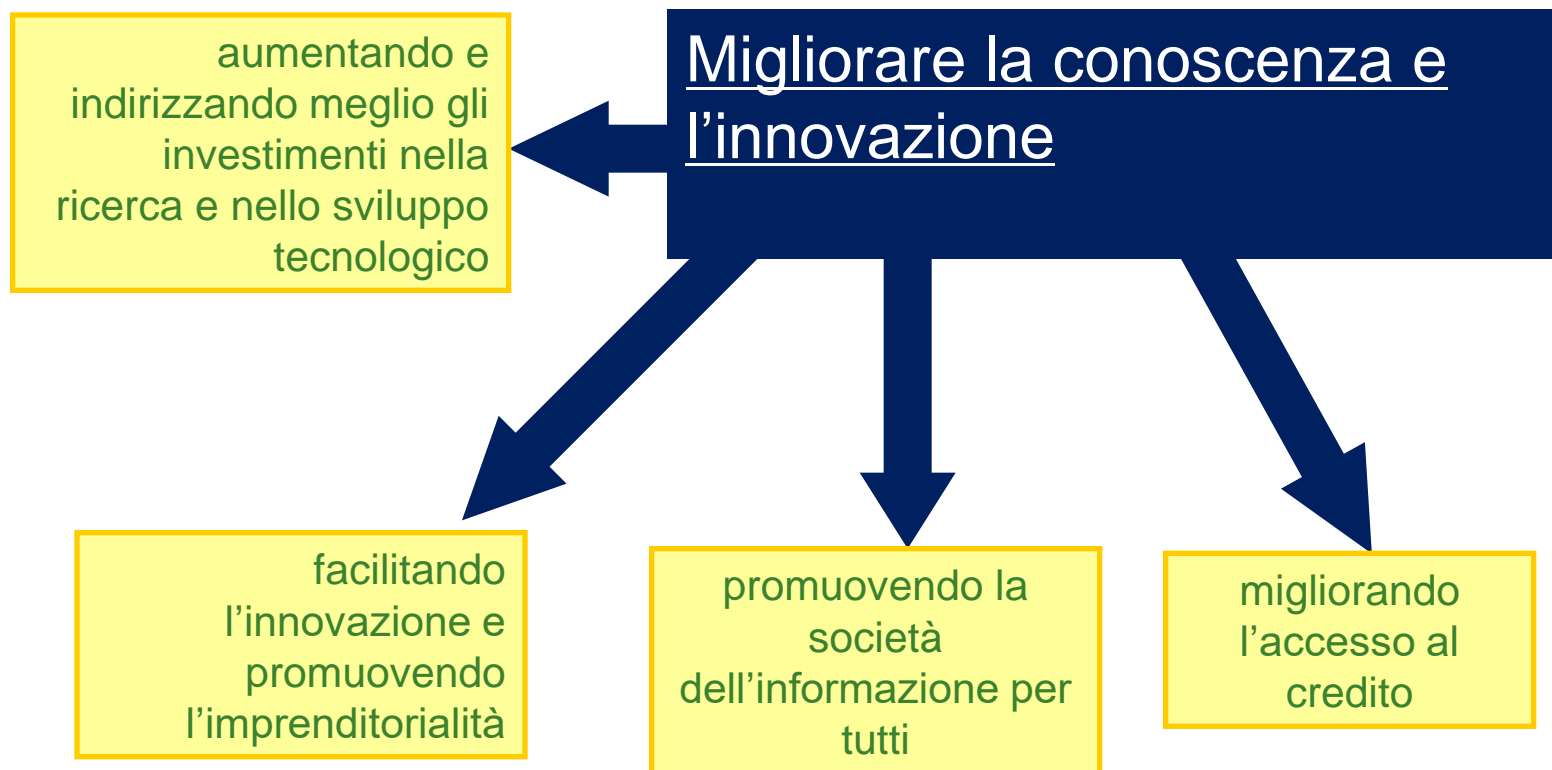 Migliorare la conoscenza e
l’innovazione
aumentando e
indirizzando meglio gli
investimenti nella
ricerca e nello sviluppo
tecnologico
facilitando
l’innovazione e
promuovendo
l’imprenditorialità
promuovendo la
società
dell’informazione per
tutti
migliorando
l’accesso al
credito